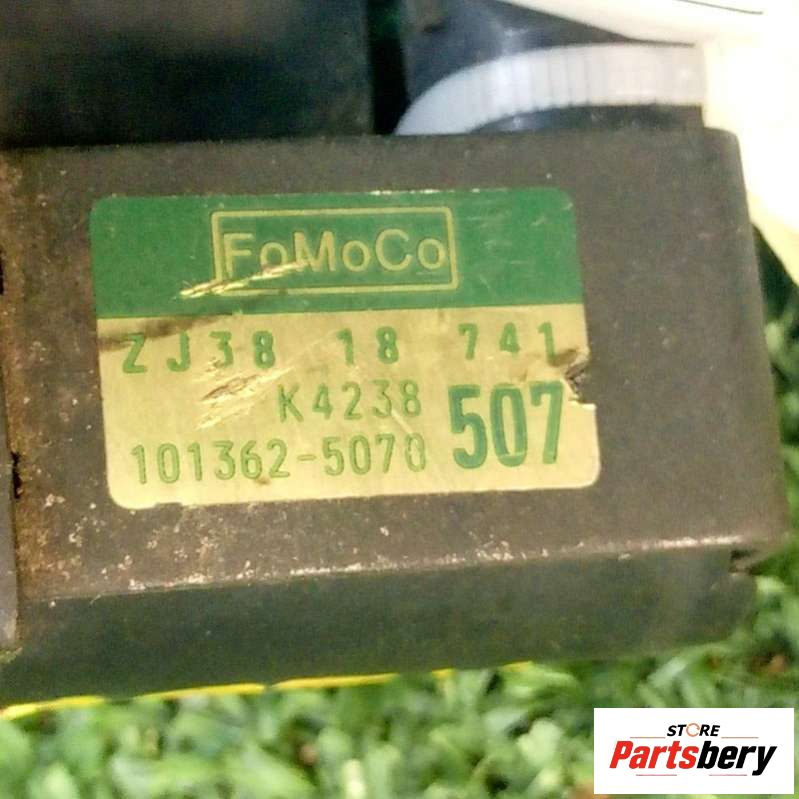 FoMoCo
ZJ38 18 741
K4238
507
101362-5070
STORE
Partsbery